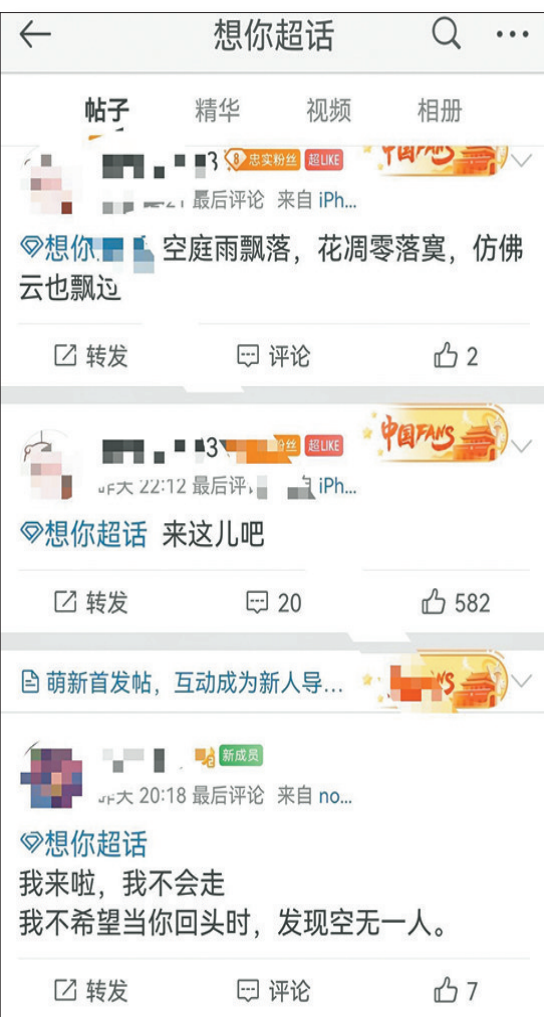 想你超话
帖子 精华 视频 相册
3 8 忠实粉丝 超LIKE 中国FANS
最后评论 来自 iPh...
想你 空庭雨飘落，花凋零落寞，仿佛
云也飘过
转发 评论 2
3 粉丝 超LIKE 中国FANS
昨天 22:12 最后评 iPh...
想你超话 来这儿吧
转发 20 582
萌新首发帖，互动成为新人导...
新成员
昨天 20:18 最后评论 来自 no...
想你超话
我来啦，我不会走
我不希望当你回头时，发现空无一人。
转发 评论 7